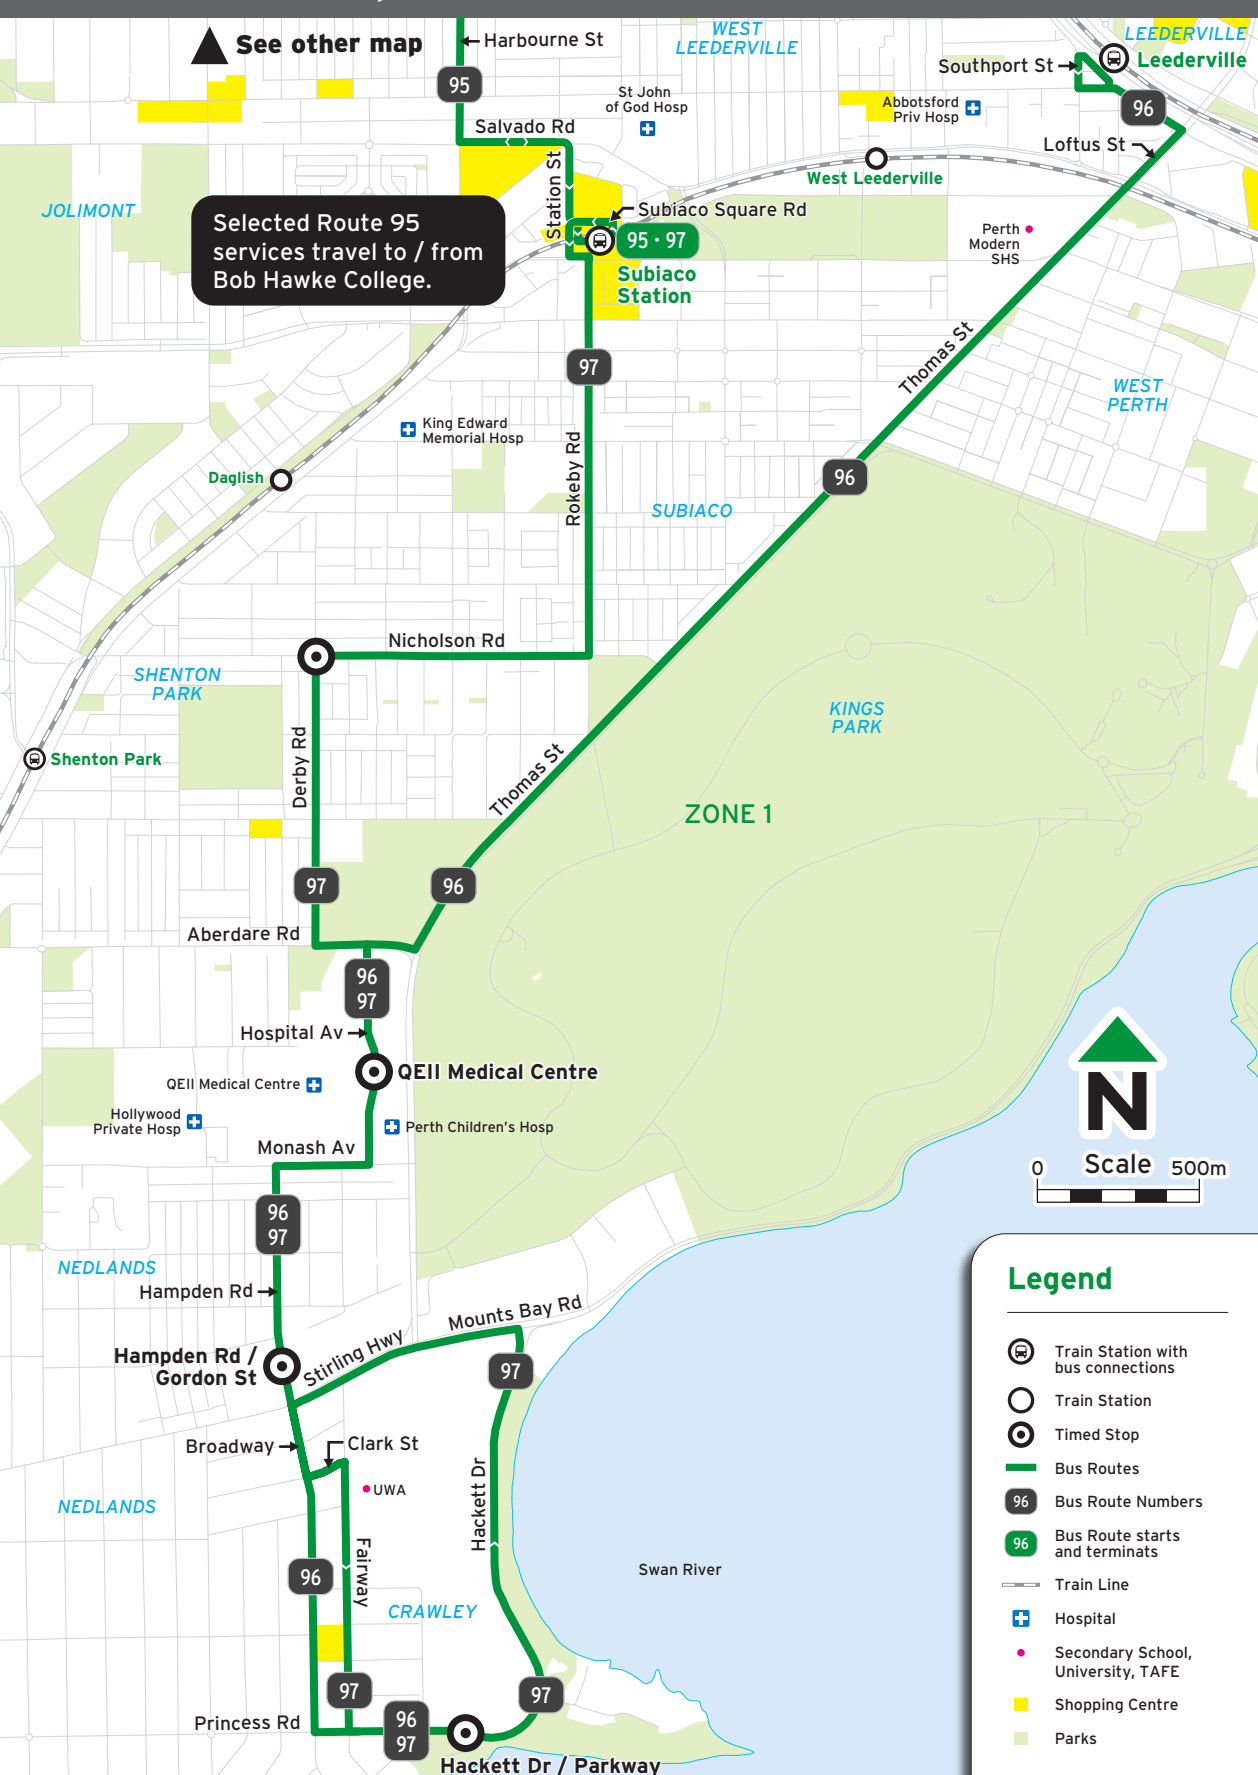 See other map
Harbourne St
95
Salvado Rd
WEST
LEEDERVILLE
St John
of God Hosp
LEEDERVILLE
Southport St
Leederville
Abbotsford
Priv Hosp
96
Loftus St
West Leederville
JOLIMONT
Selected Route 95
services travel to / from
Bob Hawke College.
Station St
Subiaco Square Rd
95 • 97
Subiaco
Station
Perth
Modern
SHS
97
Thomas St
WEST
PERTH
King Edward
Memorial Hosp
Rokeby Rd
Daglish
96
SUBIACO
Nicholson Rd
SHENTON
PARK
KINGS
PARK
Shenton Park
Derby Rd
Thomas St
ZONE 1
97
96
Aberdare Rd
96
97
Hospital Av
QEII Medical Centre
QEII Medical Centre
Hollywood
Private Hosp
Perth Children's Hosp
Monash Av
N
0 Scale 500m
96
97
NEDLANDS
Hampden Rd
Mounts Bay Rd
Stirling Hwy
Hampden Rd /
Gordon St
97
Broadway
Clark St
UWA
NEDLANDS
Hackett Dr
Fairway
96
Swan River
CRAWLEY
97
97
Princess Rd
96
97
Hackett Dr / Parkway
Legend
Train Station with
bus connections
Train Station
Timed Stop
Bus Routes
96 Bus Route Numbers
96 Bus Route starts
and terminats
Train Line
Hospital
Secondary School,
University, TAFE
Shopping Centre
Parks